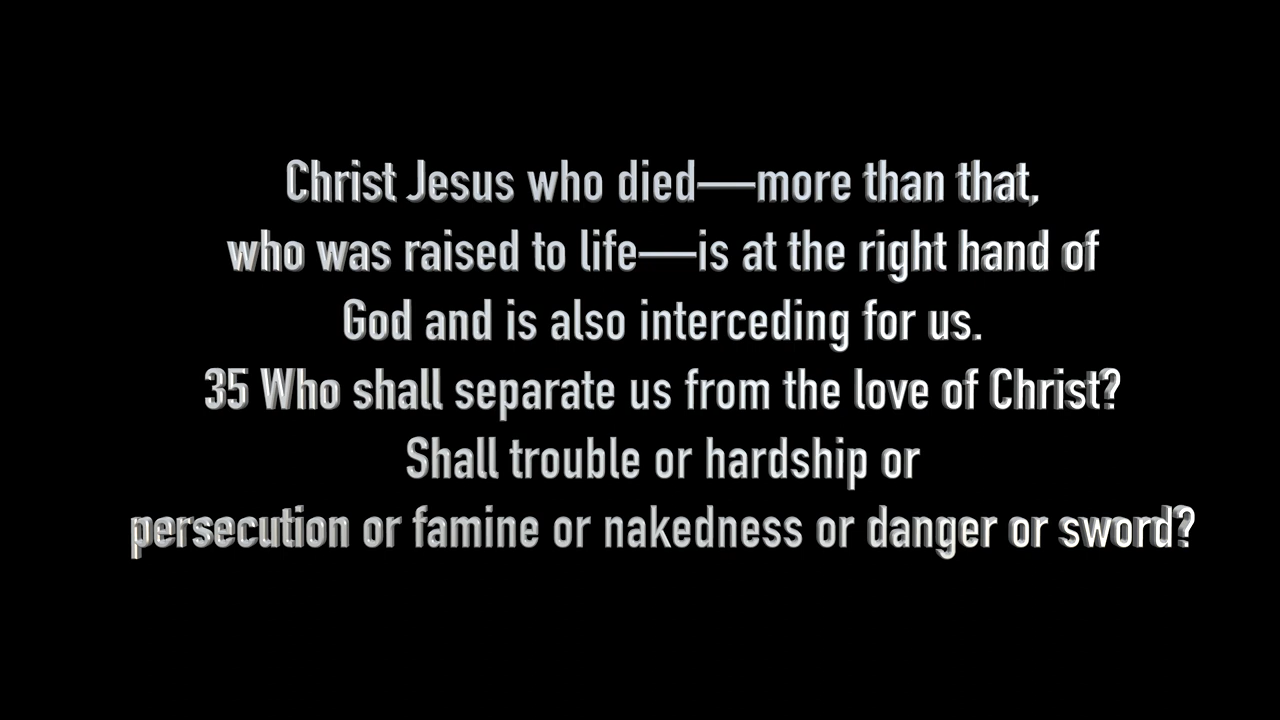 Christ Jesus who died—more than that,
who was raised to life—is at the right hand of
God and is also interceding for us.
35 Who shall separate us from the love of Christ?
Shall trouble or hardship or
persecution or famine or nakedness or danger or sword?